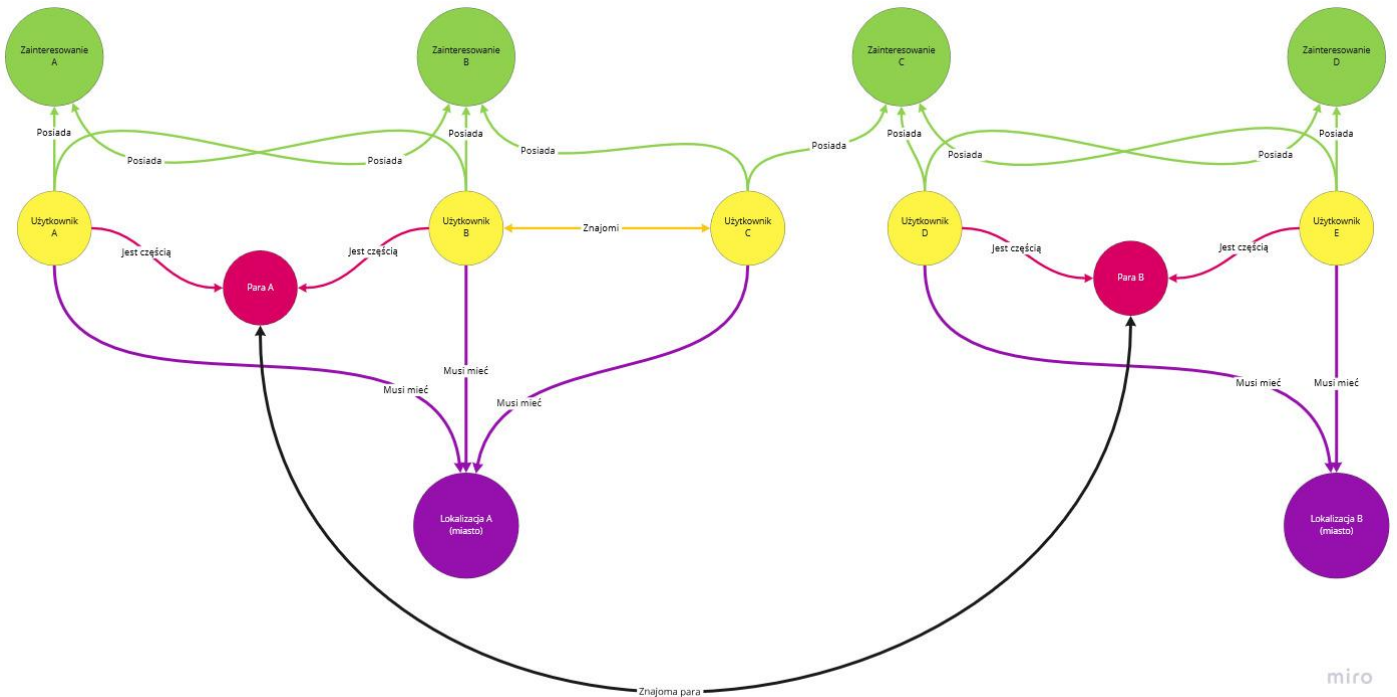 Zainteresowanie
A
Zainteresowanie
B
Zainteresowanie
C
Zainteresowanie
D
Posiada
Posiada
Posiada
Posiada
Posiada
Posiada
Posiada
Posiada
Posiada
Posiada
Użytkownik
A
Użytkownik
B
Znajomi
Użytkownik
C
Użytkownik
D
Użytkownik
E
Jest częścią
Jest częścią
Jest częścią
Jest częścią
Para A
Para B
Musi mieć
Musi mieć
Musi mieć
Musi mieć
Musi mieć
Lokalizacja A
(miasto)
Lokalizacja B
(miasto)
Znajoma para
miro